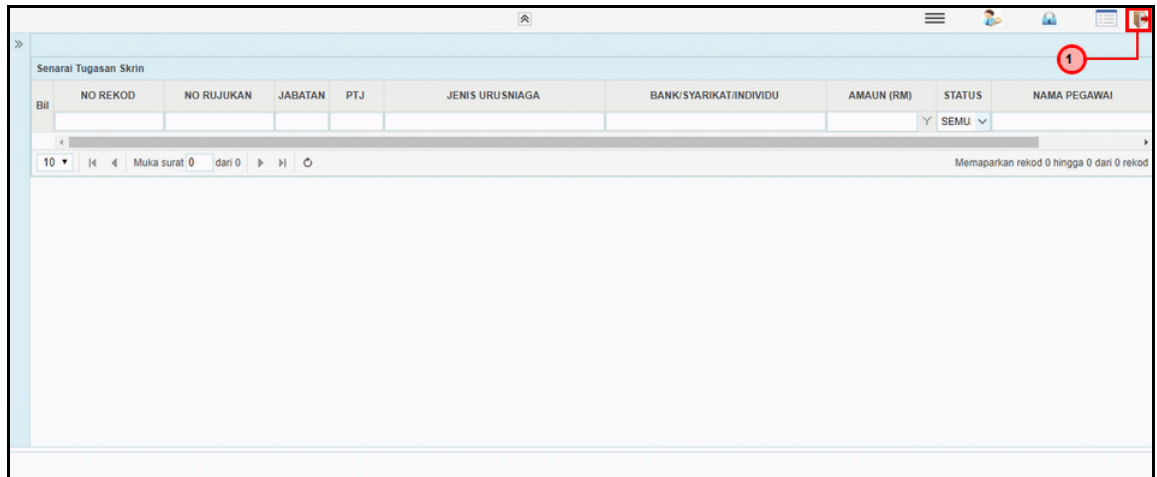 1
Senarai Tugasan Skrin
Bil NO REKOD NO RUJUKAN JABATAN PTJ JENIS URUSNIAGA BANK/SYARIKAT/INDIVIDU AMAUN (RM) STATUS NAMA PEGAWAI
SEMU.
10 Muka surat 0 dari 0 Memaparkan rekod 0 hingga 0 dari 0 rekod